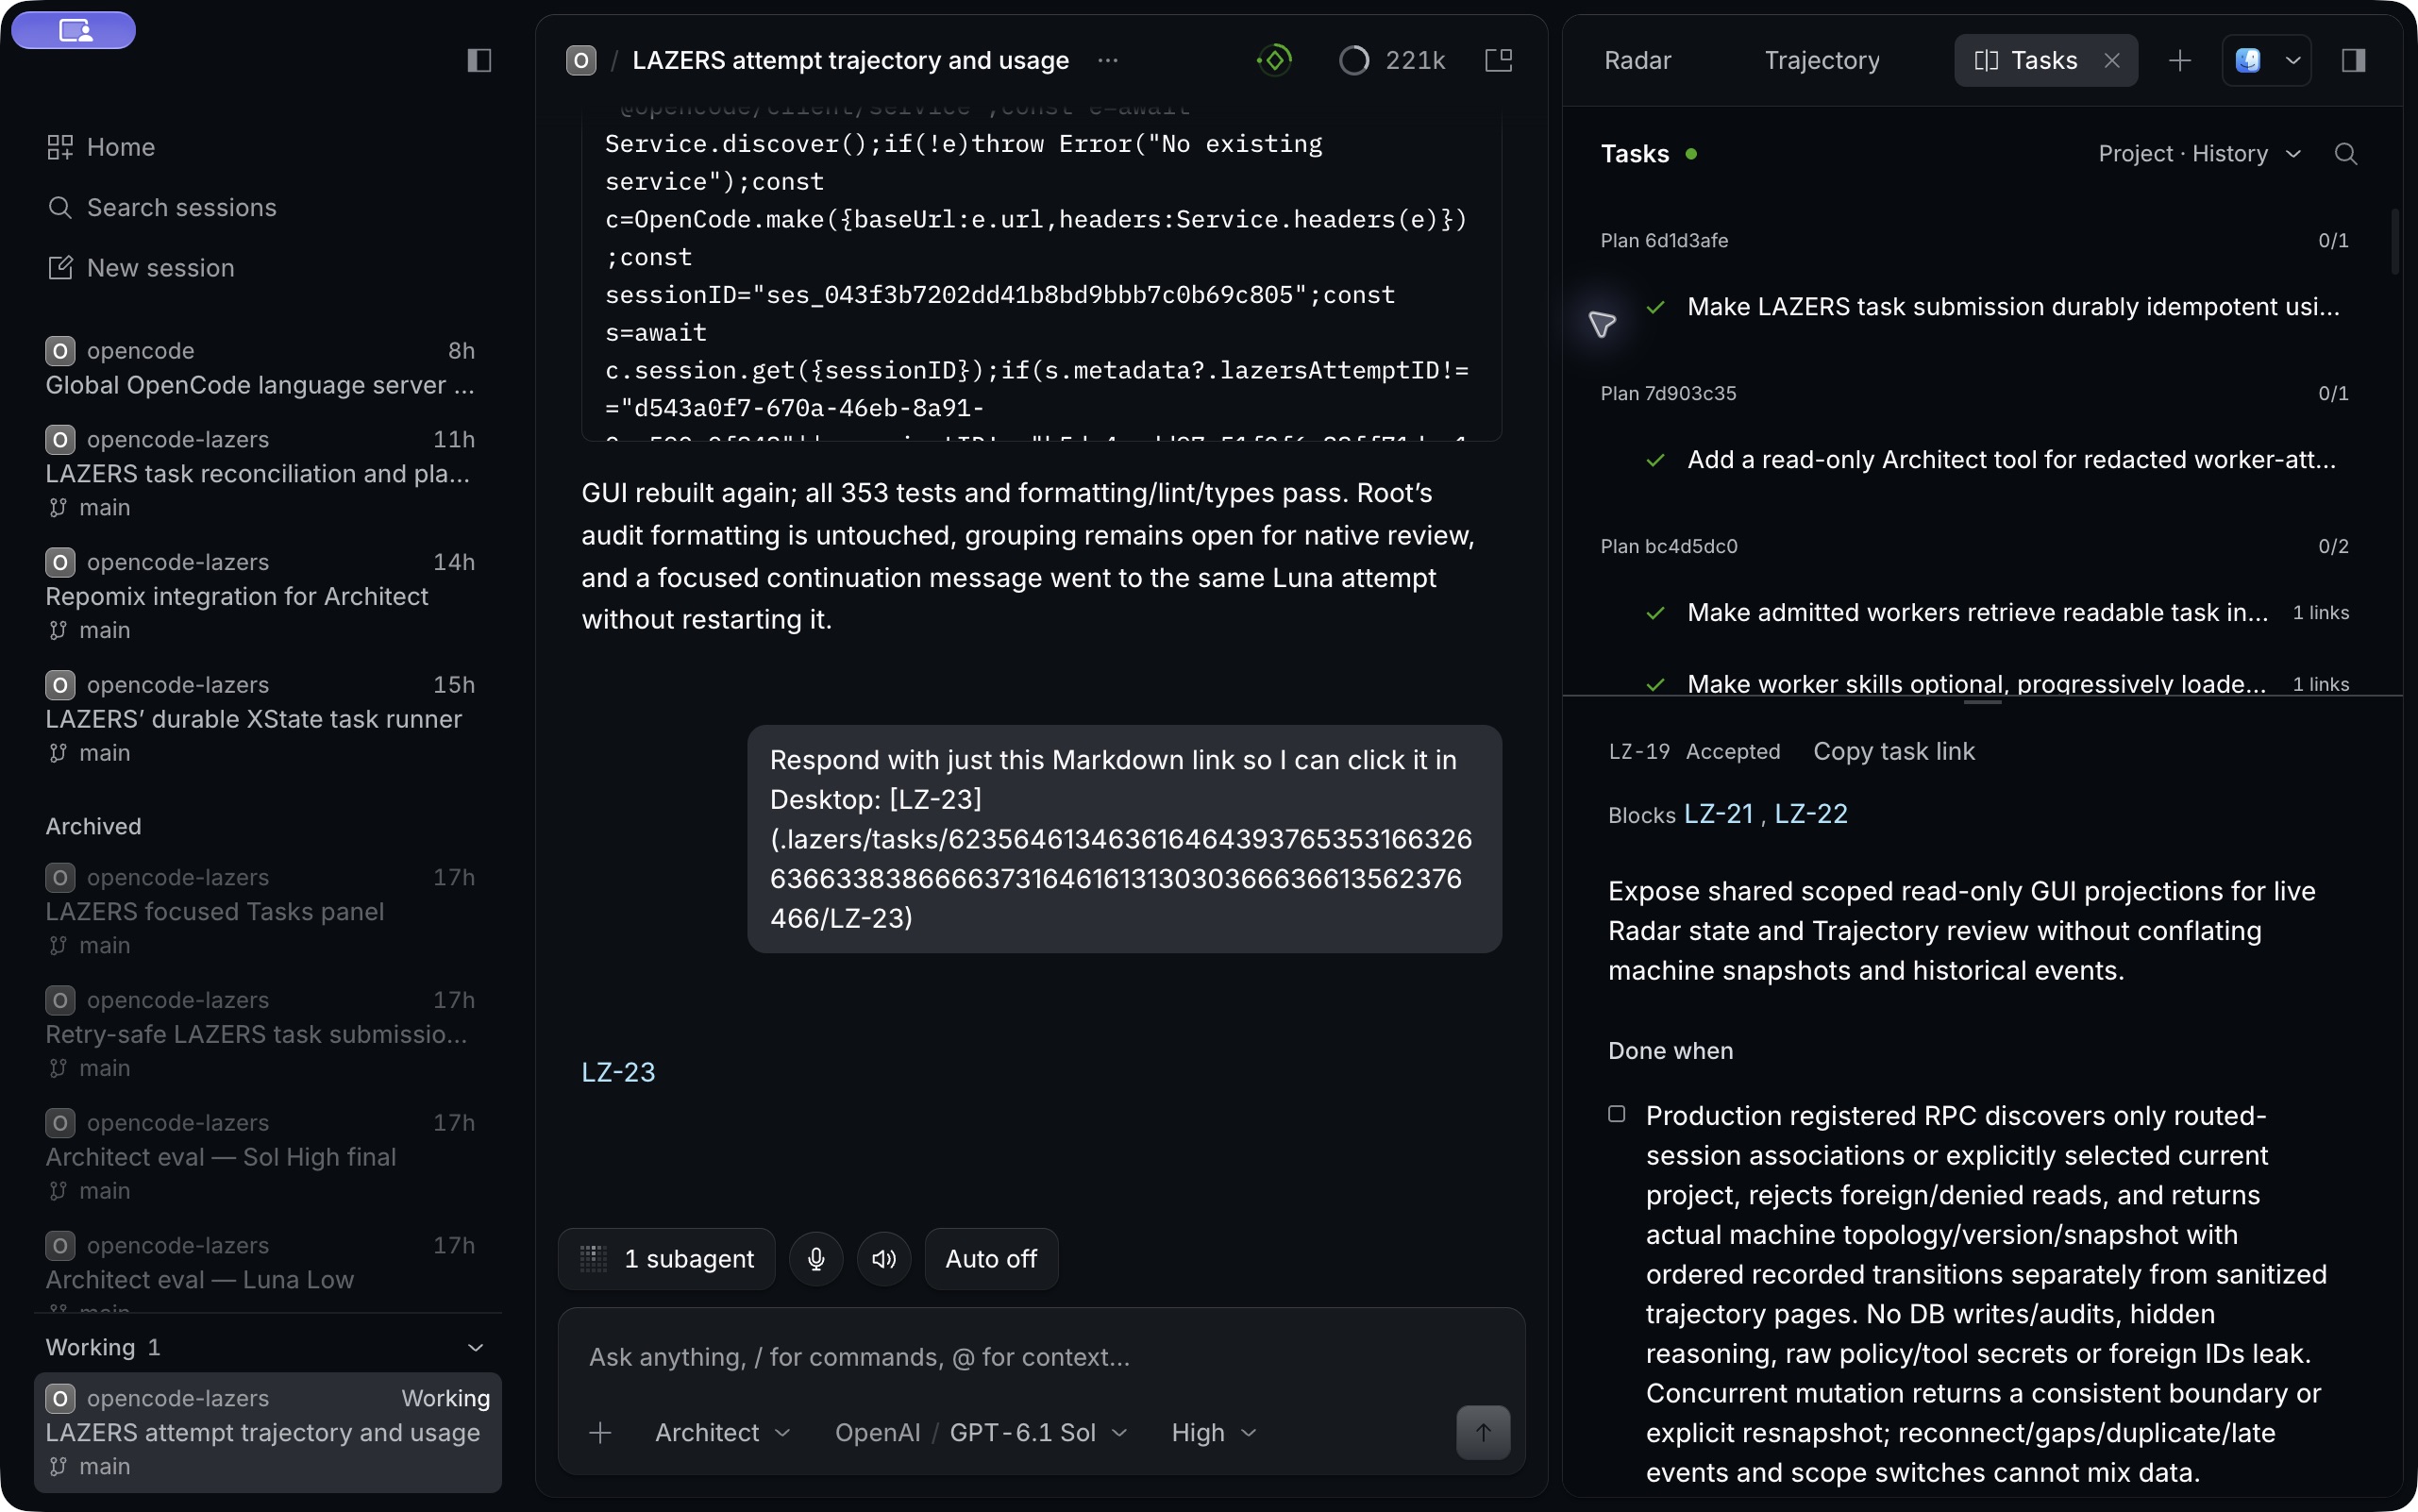 Home
Search sessions
New session
O opencode 8h
Global OpenCode language server ...
O opencode-lazers 11h
LAZERS task reconciliation and pla...
main
O opencode-lazers 14h
Repomix integration for Architect
main
O opencode-lazers 15h
LAZERS’ durable XState task runner
main
Archived
O opencode-lazers 17h
LAZERS focused Tasks panel
main
O opencode-lazers 17h
Retry-safe LAZERS task submissio...
main
O opencode-lazers 17h
Architect eval — Sol High final
main
O opencode-lazers 17h
Architect eval — Luna Low
main
Working 1
O opencode-lazers Working
LAZERS attempt trajectory and usage
main
O / LAZERS attempt trajectory and usage ... 221k
"@opencode/client/service";const e=await
Service.discover();if(!e)throw Error("No existing
service");const
c=OpenCode.make({baseUrl:e.url,headers:Service.headers(e)})
;const
sessionID="ses_043f3b7202dd41b8bd9bbb7c0b69c805";const
s=await
c.session.get({sessionID});if(s.metadata?.lazersAttemptID!=
="d543a0f7-670a-46eb-8a91-
GUI rebuilt again; all 353 tests and formatting/lint/types pass. Root’s
audit formatting is untouched, grouping remains open for native review,
and a focused continuation message went to the same Luna attempt
without restarting it.
Respond with just this Markdown link so I can click it in
Desktop: [LZ-23]
(.lazers/tasks/62356461346361646439376535316632​6
636633838666637316461613130303666366135623​76
466/LZ-23)
LZ-23
1 subagent
Auto off
Ask anything, / for commands, @ for context...
Architect OpenAI / GPT-6.1 Sol High
Radar Trajectory Tasks
Tasks Project · History
Plan 6d1d3afe 0/1
Make LAZERS task submission durably idempotent usi...
Plan 7d903c35 0/1
Add a read-only Architect tool for redacted worker-att...
Plan bc4d5dc0 0/2
Make admitted workers retrieve readable task in... 1 links
Make worker skills optional, progressively loade... 1 links
LZ-19 Accepted Copy task link
Blocks LZ-21 , LZ-22
Expose shared scoped read-only GUI projections for live
Radar state and Trajectory review without conflating
machine snapshots and historical events.
Done when
Production registered RPC discovers only routed-
session associations or explicitly selected current
project, rejects foreign/denied reads, and returns
actual machine topology/version/snapshot with
ordered recorded transitions separately from sanitized
trajectory pages. No DB writes/audits, hidden
reasoning, raw policy/tool secrets or foreign IDs leak.
Concurrent mutation returns a consistent boundary or
explicit resnapshot; reconnect/gaps/duplicate/late
events and scope switches cannot mix data.